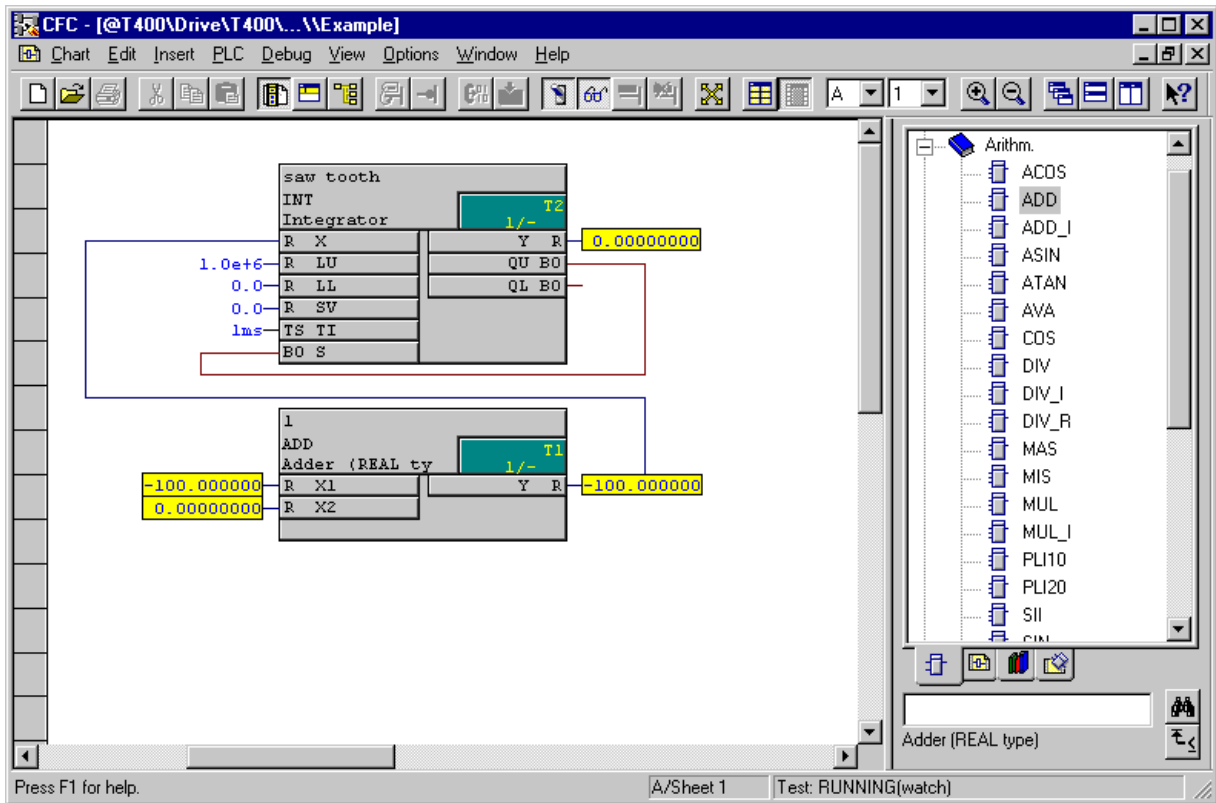 CFC - [@T400\Drive\T400\...\\Example]
Chart Edit Insert PLC Debug View Options Window Help
A 1
saw tooth
INT
Integrator
T2
1/-
R X Y R 0.00000000
1.0e+6 R LU QU BO
0.0 R LL QL BO
0.0 R SV
1ms TS TI
BO S
1
ADD
Adder (REAL ty
T1
1/-
-100.000000 R X1 Y R -100.000000
0.00000000 R X2
Arithm.
ACOS
ADD
ADD_I
ASIN
ATAN
AVA
COS
DIV
DIV_I
DIV_R
MAS
MIS
MUL
MUL_I
PLI10
PLI20
SII
SIN
Adder (REAL type)
Press F1 for help.
A/Sheet 1
Test: RUNNING(watch)